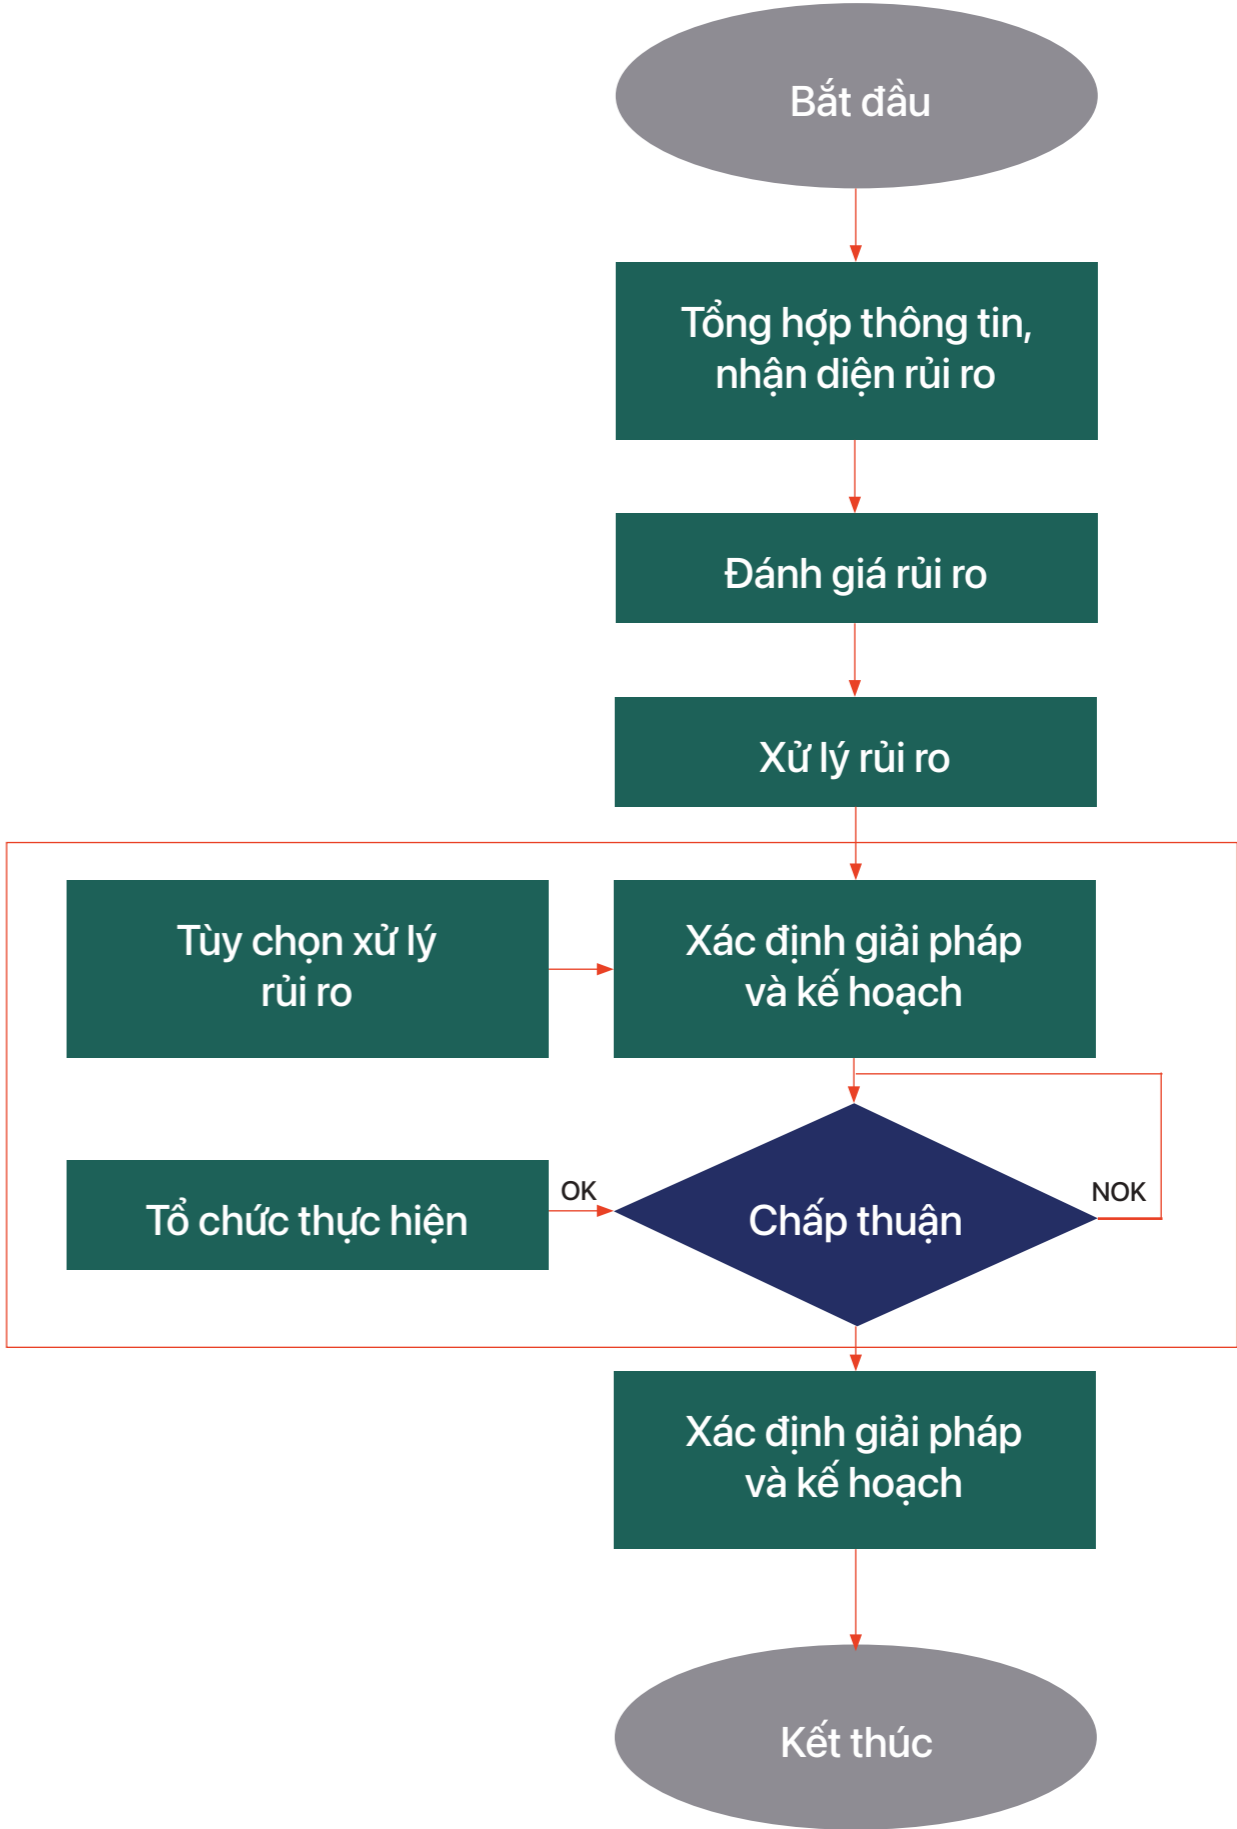 Bắt đầu
Tổng hợp thông tin,
nhận diện rủi ro
Đánh giá rủi ro
Xử lý rủi ro
Tùy chọn xử lý
rủi ro
Xác định giải pháp
và kế hoạch
Tổ chức thực hiện
OK
Chấp thuận
NOK
Xác định giải pháp
và kế hoạch
Kết thúc